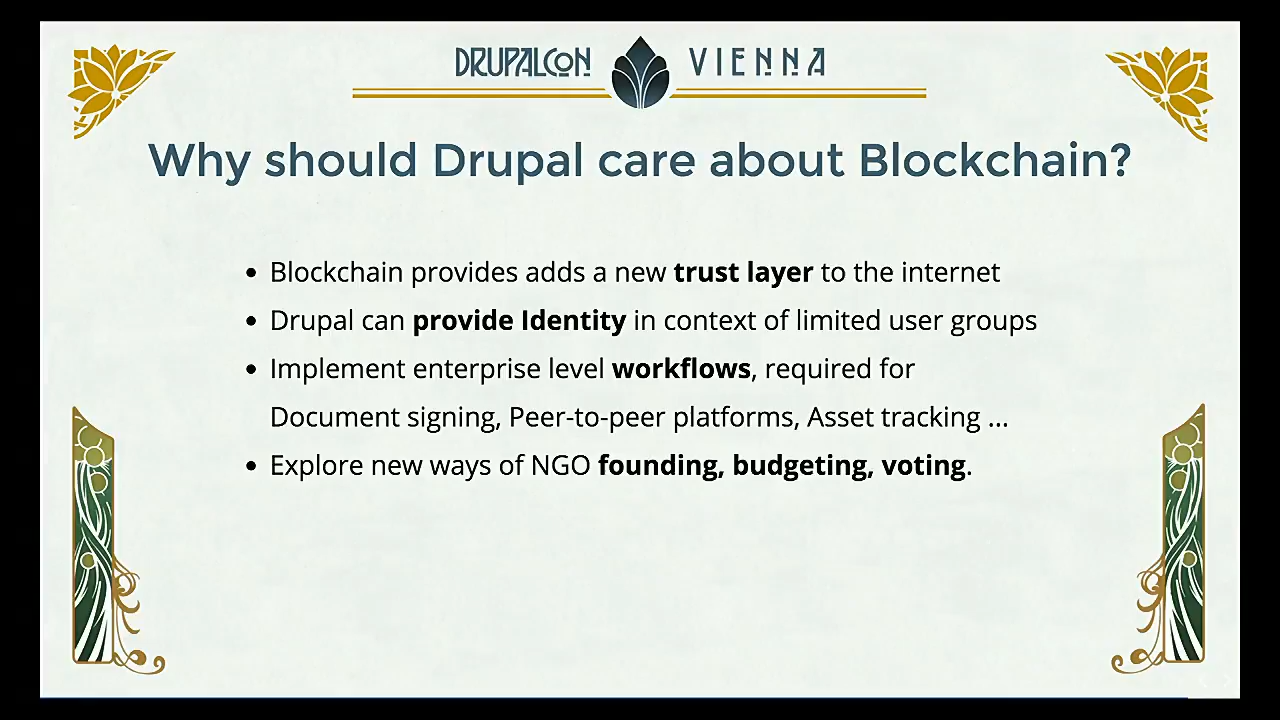 DRUPALCON VIENNA
Why should Drupal care about Blockchain?
• Blockchain provides adds a new trust layer to the internet
• Drupal can provide Identity in context of limited user groups
• Implement enterprise level workflows, required for
Document signing, Peer-to-peer platforms, Asset tracking ...
• Explore new ways of NGO founding, budgeting, voting.